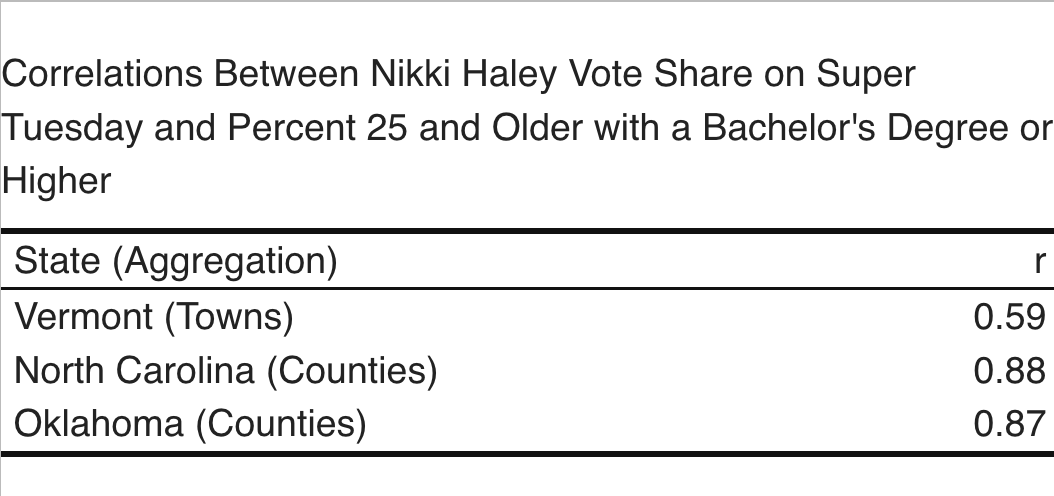 Correlations Between Nikki Haley Vote Share on Super
Tuesday and Percent 25 and Older with a Bachelor's Degree or
Higher
State (Aggregation) r
Vermont (Towns) 0.59
North Carolina (Counties) 0.88
Oklahoma (Counties) 0.87